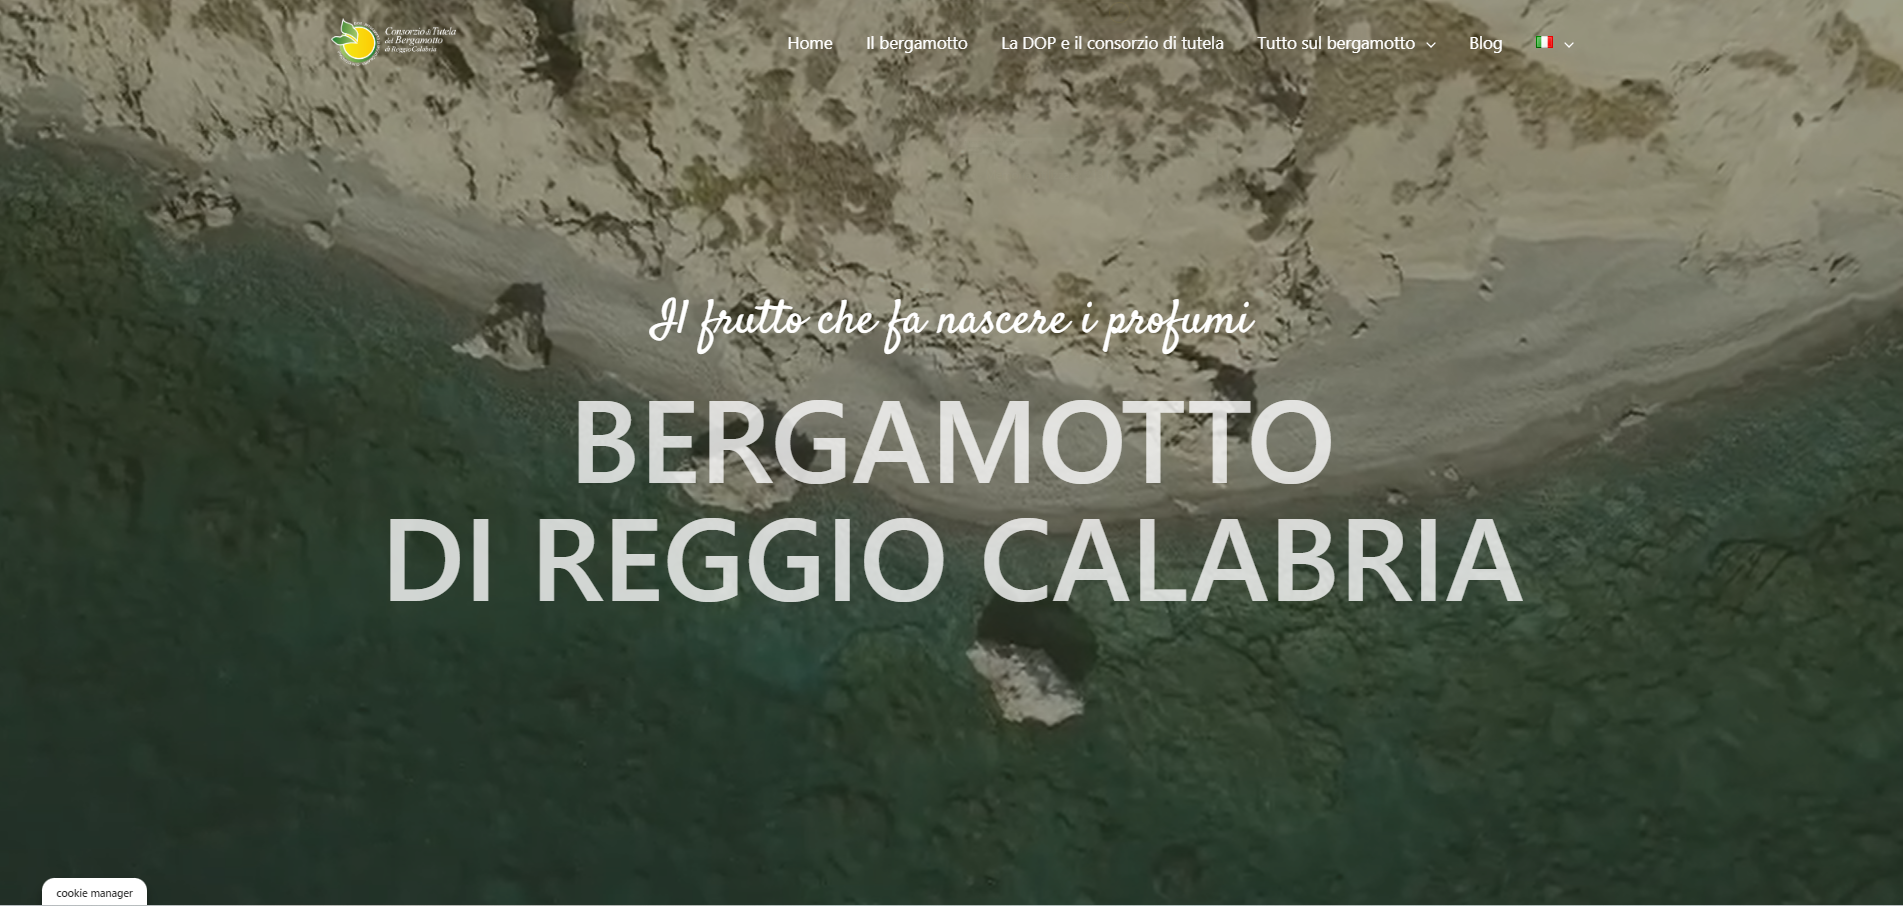 Consorzio di Tutela
del Bergamotto
di Reggio Calabria
Home
Il bergamotto
La DOP e il consorzio di tutela
Tutto sul bergamotto
Blog
Il frutto che fa nascere i profumi
BERGAMOTTO
DI REGGIO CALABRIA
cookie manager